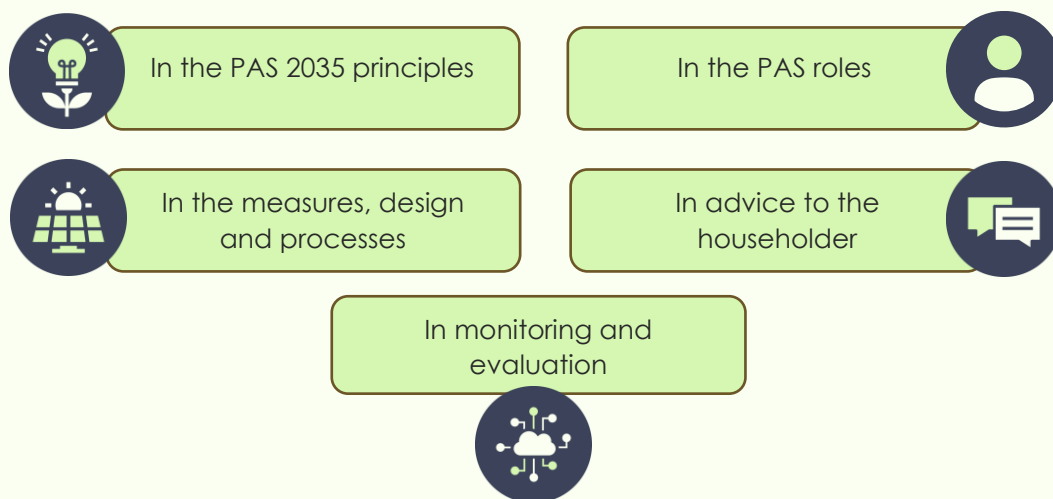 In the PAS 2035 principles
In the PAS roles
In the measures, design
and processes
In advice to the
householder
In monitoring and
evaluation